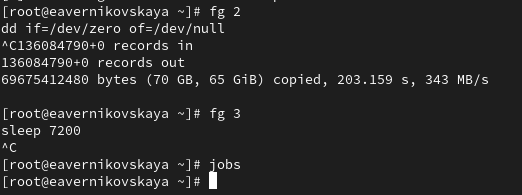 [root@eavernikovskaya ~]# fg 2
dd if=/dev/zero of=/dev/null
^C136084790+0 records in
136084790+0 records out
69675412480 bytes (70 GB, 65 GiB) copied, 203.159 s, 343 MB/s
[root@eavernikovskaya ~]# fg 3
sleep 7200
^C
[root@eavernikovskaya ~]# jobs
[root@eavernikovskaya ~]#